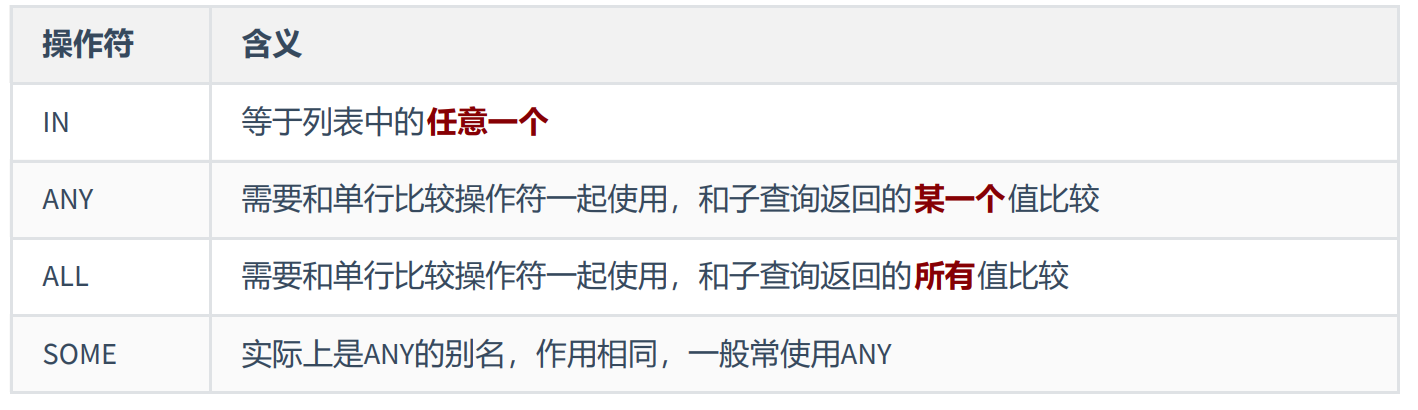 操作符 含义
IN 等于列表中的任意一个
ANY 需要和单行比较操作符一起使用，和子查询返回的某一个值比较
ALL 需要和单行比较操作符一起使用，和子查询返回的所有值比较
SOME 实际上是ANY的别名，作用相同，一般常使用ANY